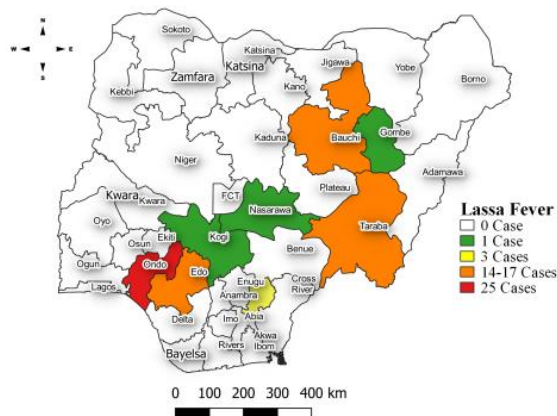 N
W E
S
Sokoto
Katsina
Zamfara
Katsina
Jigawa
Yobe
Borno
Kebbi
Kano
Kaduna
Bauchi
Gombe
Niger
Adamawa
Kwara
Kwara
FCT
Plateau
Nasarawa
Taraba
Oyo
Ekiti
Kogi
Osun
Benue
Ogun
Ondo
Edo
Lagos
Enugu
Cross
River
Anambra
Delta
Imo
Abia
Bayelsa
Rivers
Akwa
Ibom
Lassa Fever
0 Case
1 Case
3 Cases
14-17 Cases
25 Cases
0 100 200 300 400 km